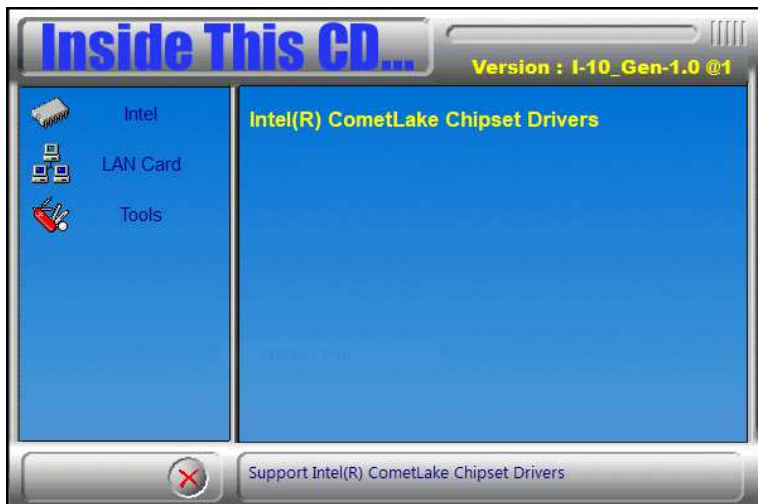 Inside This CD...
Version : I-10_Gen-1.0 @1
Intel
LAN Card
Tools
Intel(R) CometLake Chipset Drivers
Support Intel(R) CometLake Chipset Drivers